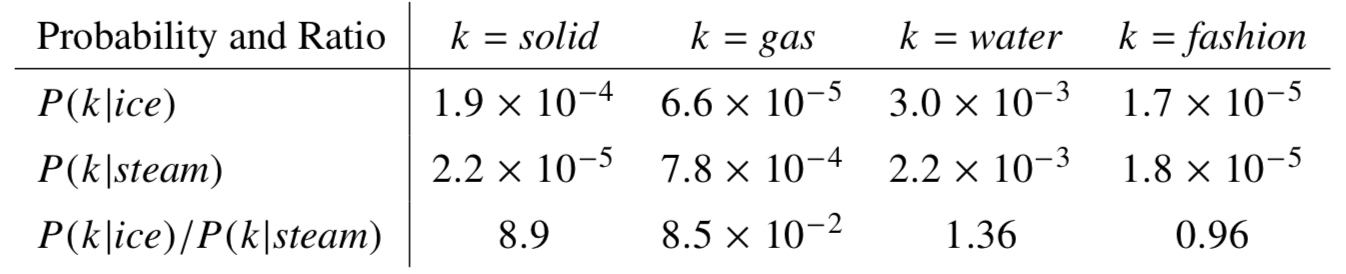 Probability and Ratio k = solid k = gas k = water k = fashion
P(k|ice) 1.9 × 10⁻⁴ 6.6 × 10⁻⁵ 3.0 × 10⁻³ 1.7 × 10⁻⁵
P(k|steam) 2.2 × 10⁻⁵ 7.8 × 10⁻⁴ 2.2 × 10⁻³ 1.8 × 10⁻⁵
P(k|ice)/P(k|steam) 8.9 8.5 × 10⁻² 1.36 0.96